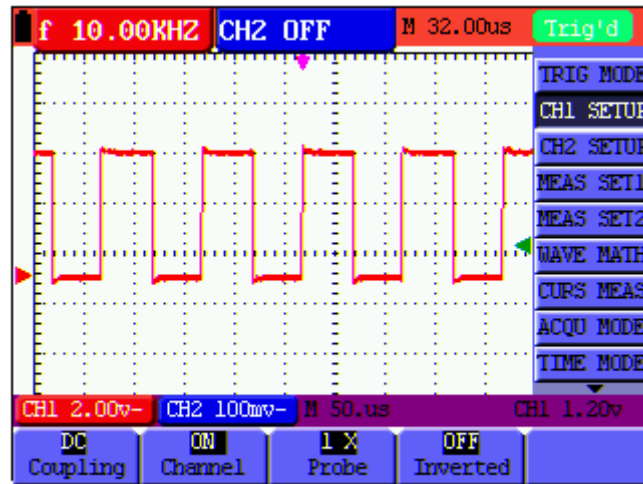 f 10.00KHZ CH2 OFF M 32.00us Trig'd
TRIG MODE
CH1 SETUP
CH2 SETUP
MEAS SET1
MEAS SET2
WAVE MATH
CURS MEAS
ACQU MODE
TIME MODE
CH1 2.00v- CH2 100mv- M 50.us CH1 1.20v
DC ON 1 X OFF
Coupling Channel Probe Inverted